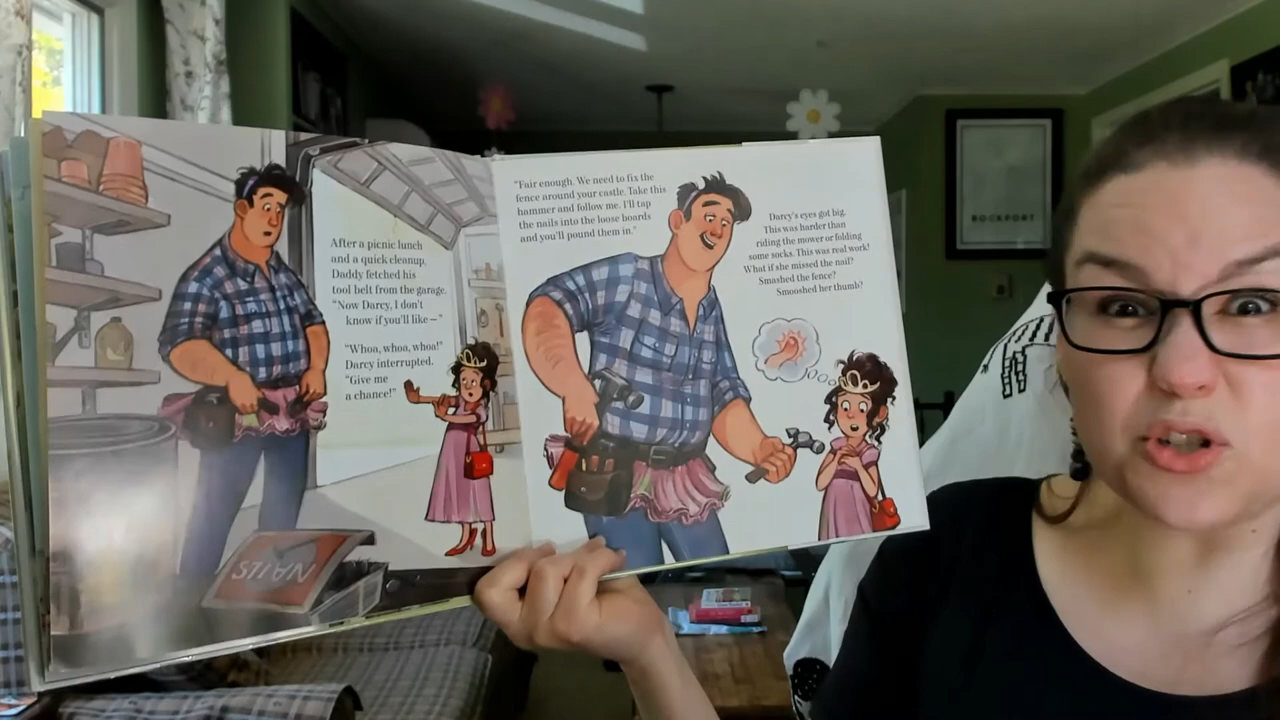 After a picnic lunch
and a quick cleanup,
Daddy fetched his
tool belt from the garage.
"Now Darcy, I don't
know if you'll like—"
"Whoa, whoa, whoa!"
Darcy interrupted.
"Give me
a chance!"
NAILS
"Fair enough. We need to fix the
fence around your castle. Take this
hammer and follow me. I'll tap
the nails into the loose boards
and you'll pound them in."
Darcy's eyes got big.
This was harder than
riding the mower or folding
some socks. This was real work!
What if she missed the nail?
Smashed the fence?
Smooshed her thumb?
ROCKPORT